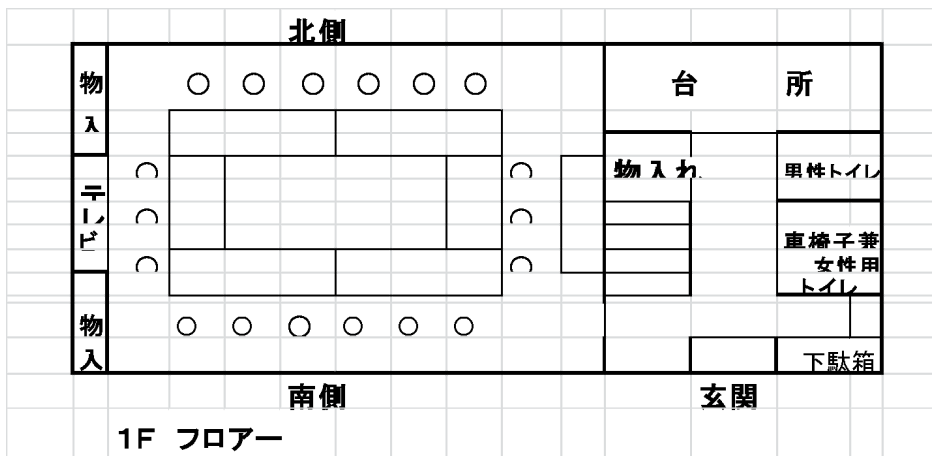 北側
物入
台所
物入れ
男性トイレ
テレビ
車椅子兼
女性用
トイレ
物入
下駄箱
南側
玄関
1F フロアー